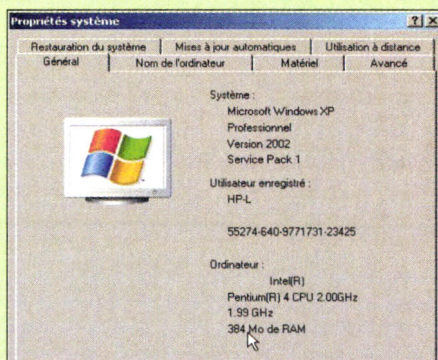 Propriétés système
Restauration du système
Mises à jour automatiques
Utilisation à distance
Général
Nom de l'ordinateur
Matériel
Avancé
Système :
Microsoft Windows XP
Professionnel
Version 2002
Service Pack 1
Utilisateur enregistré :
HP-L
55274-640-9771731-23425
Ordinateur :
Intel(R)
Pentium(R) 4 CPU 2.00GHz
1.99 GHz
384 Mo de RAM